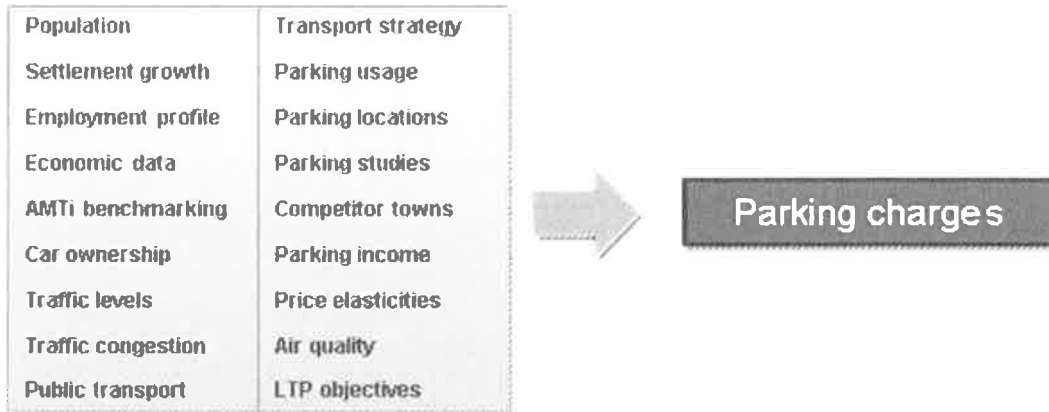 Population
Settlement growth
Employment profile
Economic data
AMTi benchmarking
Car ownership
Traffic levels
Traffic congestion
Public transport
Transport strategy
Parking usage
Parking locations
Parking studies
Competitor towns
Parking income
Price elasticities
Air quality
LTP objectives
Parking charges